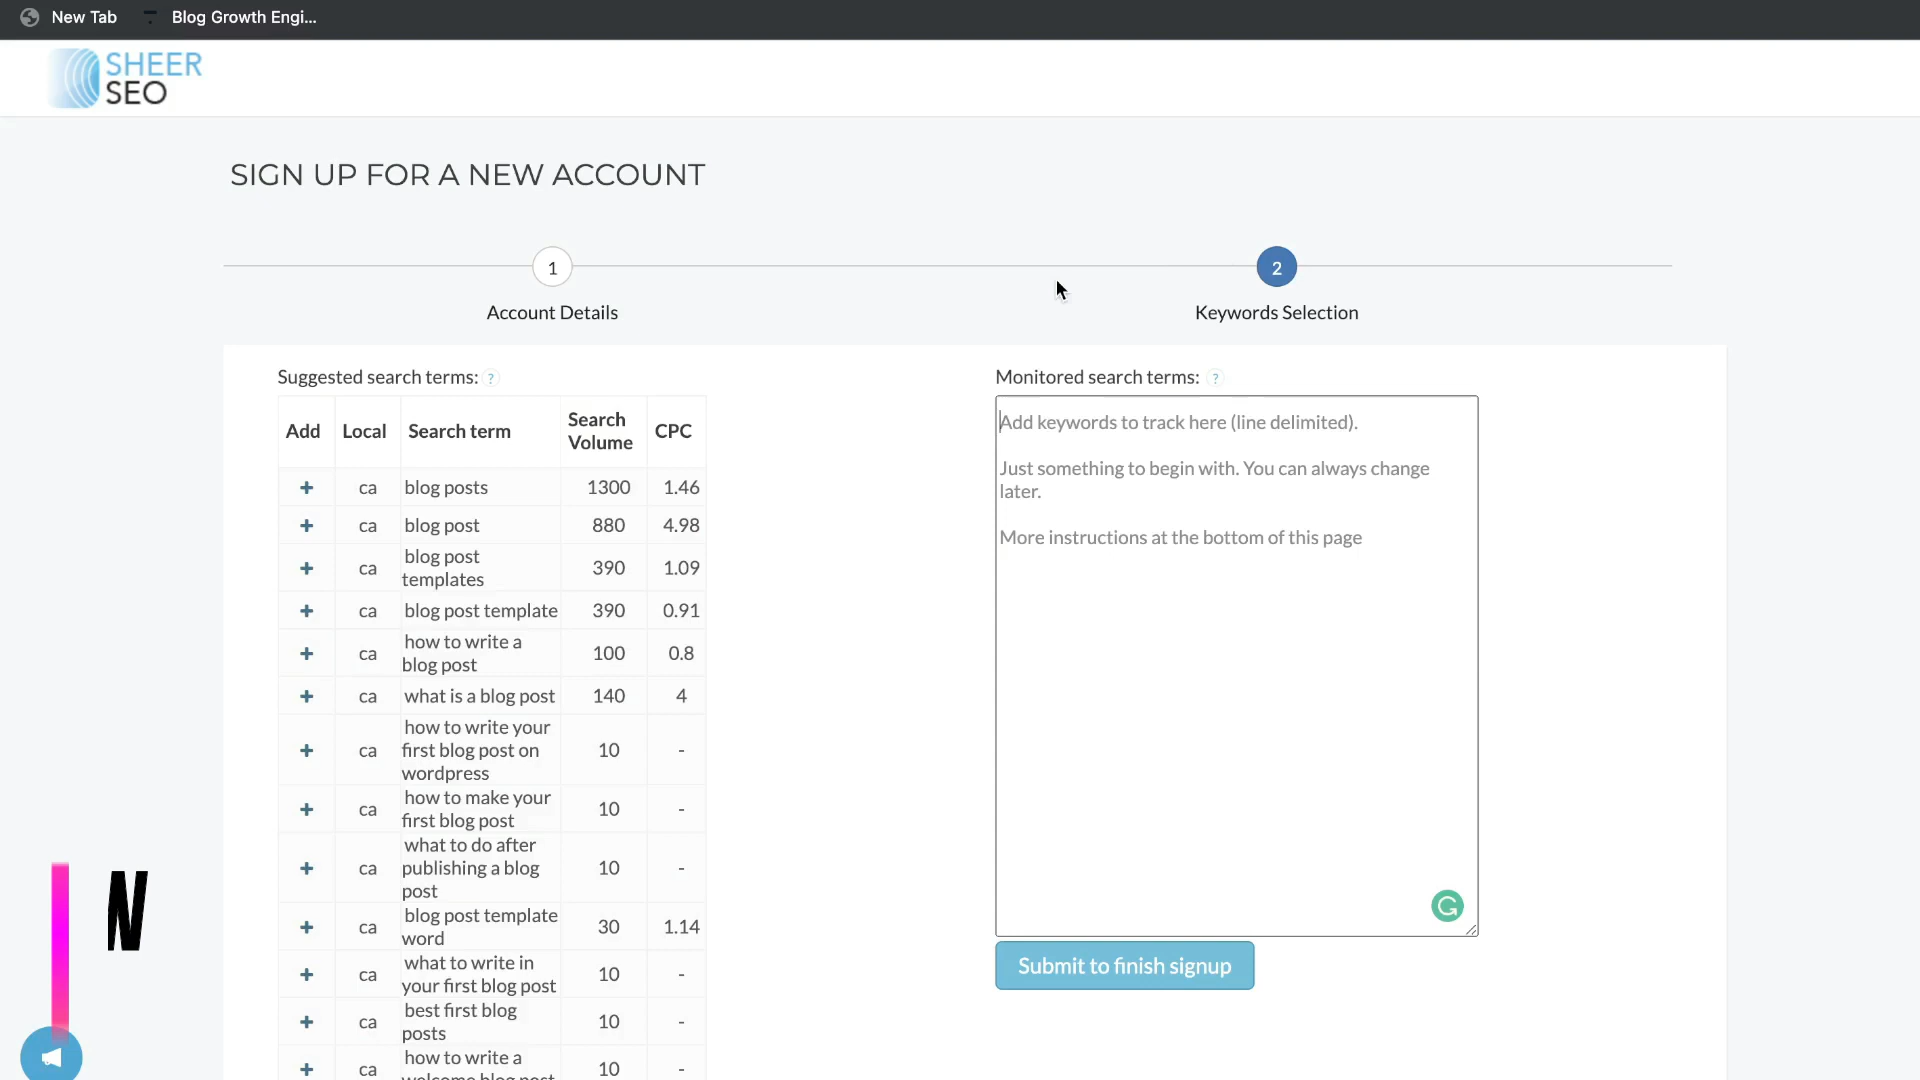 New Tab
Blog Growth Engi...
SHEER
SEO
SIGN UP FOR A NEW ACCOUNT
1
2
Account Details
Keywords Selection
Suggested search terms: ?
Monitored search terms: ?
Add Local Search term Search Volume CPC
+ ca blog posts 1300 1.46
+ ca blog post 880 4.98
+ ca blog post templates 390 1.09
+ ca blog post template 390 0.91
+ ca how to write a blog post 100 0.8
+ ca what is a blog post 140 4
+ ca how to write your first blog post on wordpress 10 -
+ ca how to make your first blog post 10 -
+ ca what to do after publishing a blog post 10 -
+ ca blog post template word 30 1.14
+ ca what to write in your first blog post 10 -
+ ca best first blog posts 10 -
+ ca how to write a welcome blog post 10 -
Add keywords to track here (line delimited).
Just something to begin with. You can always change
later.
More instructions at the bottom of this page
Submit to finish signup
N